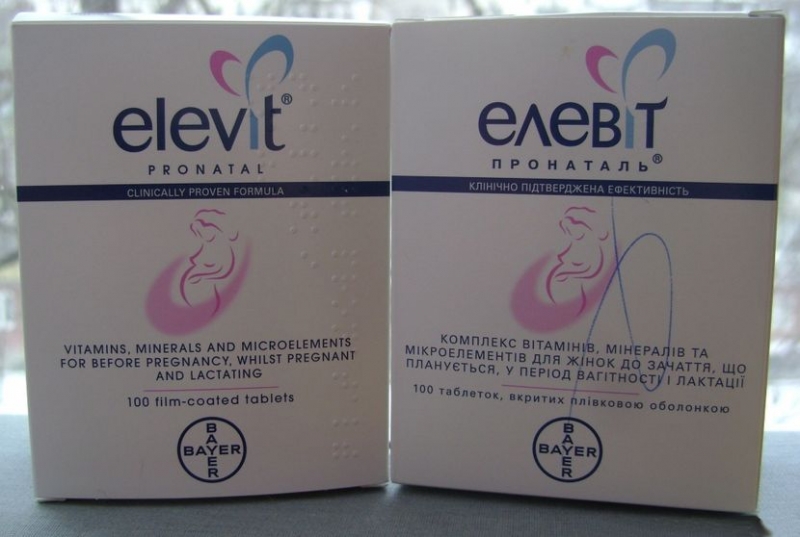 elevit®
PRONATAL
CLINICALLY PROVEN FORMULA
VITAMINS, MINERALS AND MICROELEMENTS
FOR BEFORE PREGNANCY, WHILST PREGNANT
AND LACTATING
100 film-coated tablets
BAYER
BAYER
елевіт
ПРОНАТАЛЬ®
КЛІНІЧНО ПІДТВЕРДЖЕНА ЕФЕКТИВНІСТЬ
КОМПЛЕКС ВІТАМІНІВ, МІНЕРАЛІВ ТА
МІКРОЕЛЕМЕНТІВ ДЛЯ ЖІНОК ДО ЗАЧАТТЯ, ЩО
ПЛАНУЄТЬСЯ, У ПЕРІОД ВАГІТНОСТІ І ЛАКТАЦІЇ
100 таблеток, вкритих плівковою оболонкою
BAYER
BAYER